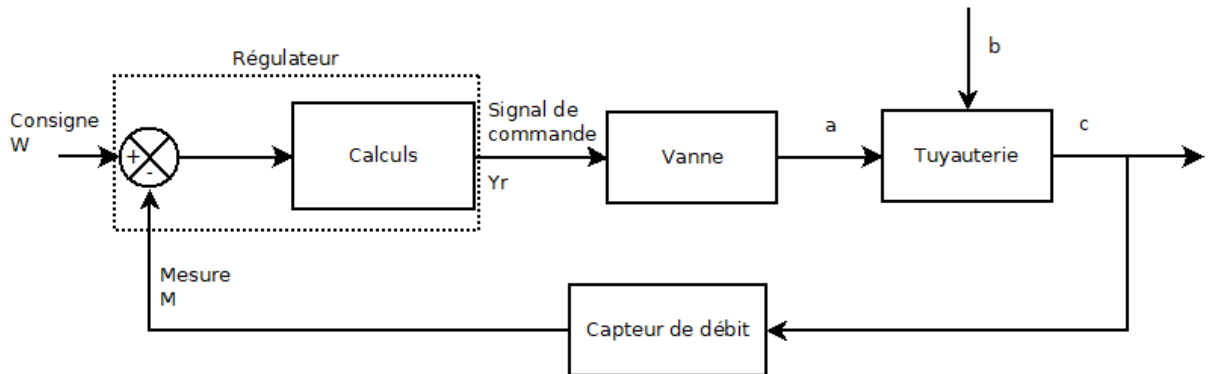 Régulateur
Consigne
W
+
-
Calculs
Signal de
commande
Yr
Vanne
a
b
Tuyauterie
c
Mesure
M
Capteur de débit